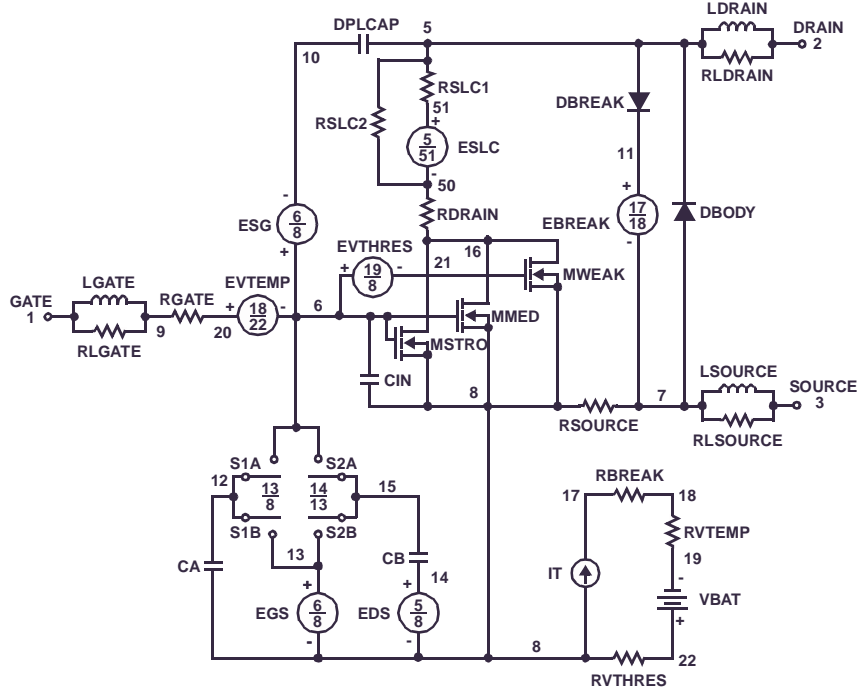 LDRAIN
DPLCAP
5
DRAIN
2
10
RLDRAIN
RSLC1
51
DBREAK
RSLC2
+
5
51
ESLC
-
50
11
-
+
6
8
ESG
RDRAIN
17
18
EBREAK
DBODY
+
-
EVTHRES
16
21
+
19
8
-
MWEAK
LGATE
EVTEMP
GATE
1
RGATE
+
18
22
-
6
MMED
9
20
RLGATE
MSTRO
CIN
8
7
LSOURCE
SOURCE
3
RSOURCE
RLSOURCE
S1A
S2A
12
13
8
14
13
15
S1B
S2B
13
RBREAK
17
18
RVTEMP
CA
CB
19
IT
-
VBAT
+
+
+
14
EGS
6
8
EDS
5
8
-
-
8
22
RVTHRES